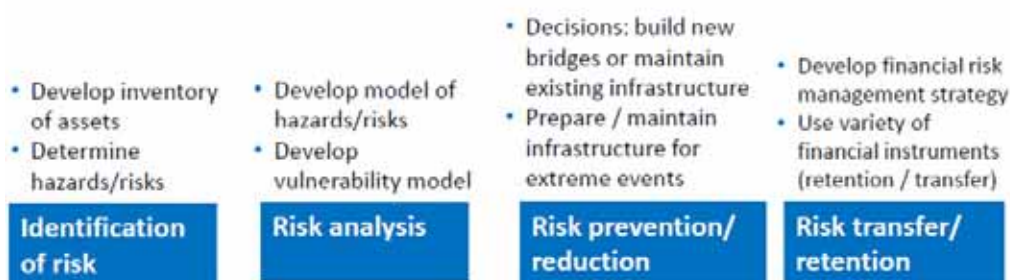 • Develop inventory
of assets
• Determine
hazards/risks
Identification
of risk
• Develop model of
hazards/risks
• Develop
vulnerability model
Risk analysis
• Decisions: build new
bridges or maintain
existing infrastructure
• Prepare / maintain
infrastructure for
extreme events
Risk prevention/
reduction
• Develop financial risk
management strategy
• Use variety of
financial instruments
(retention / transfer)
Risk transfer/
retention